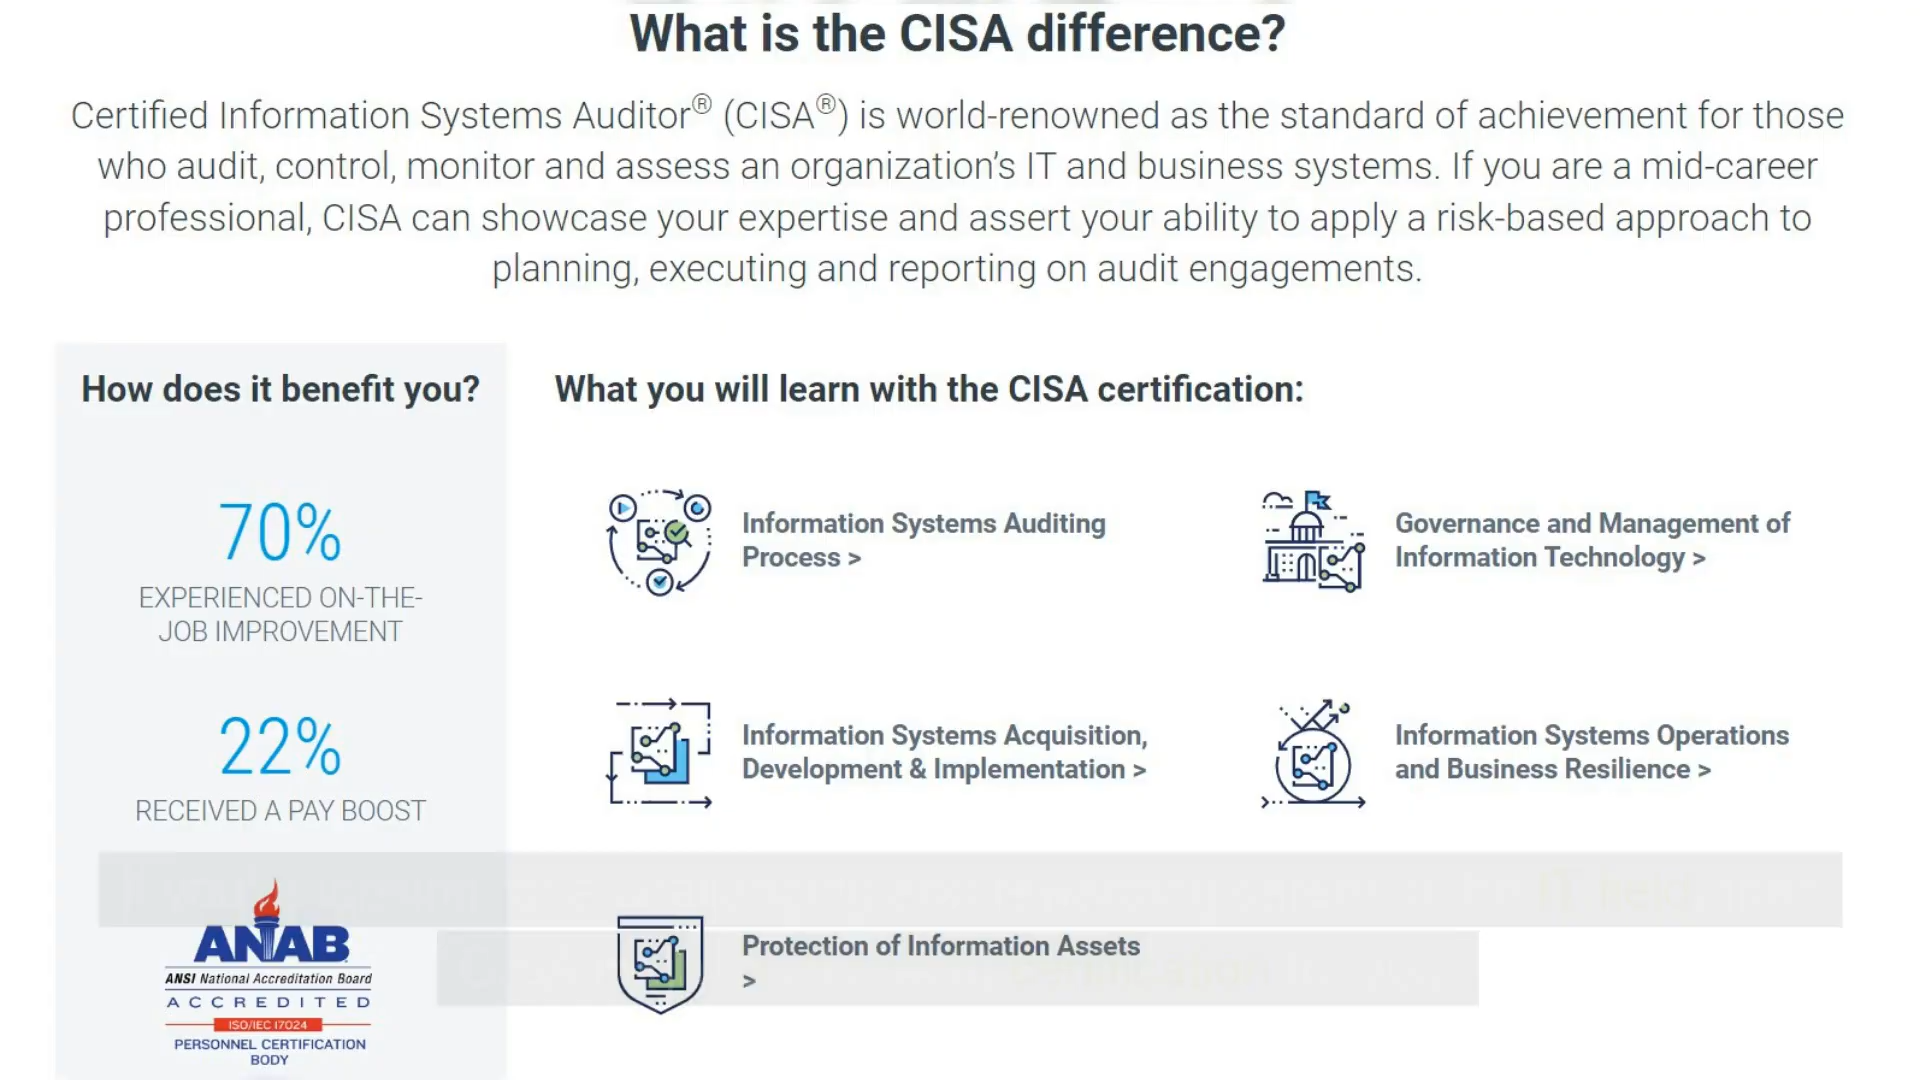 What is the CISA difference?
Certified Information Systems Auditor® (CISA®) is world-renowned as the standard of achievement for those
who audit, control, monitor and assess an organization's IT and business systems. If you are a mid-career
professional, CISA can showcase your expertise and assert your ability to apply a risk-based approach to
planning, executing and reporting on audit engagements.
How does it benefit you?
70%
EXPERIENCED ON-THE-
JOB IMPROVEMENT
22%
RECEIVED A PAY BOOST
ANAB
ANSI National Accreditation Board
ACCREDITED
ISO/IEC 17024
PERSONNEL CERTIFICATION
BODY
What you will learn with the CISA certification:
Information Systems Auditing
Process >
Governance and Management of
Information Technology >
Information Systems Acquisition,
Development & Implementation >
Information Systems Operations
and Business Resilience >
Protection of Information Assets
>